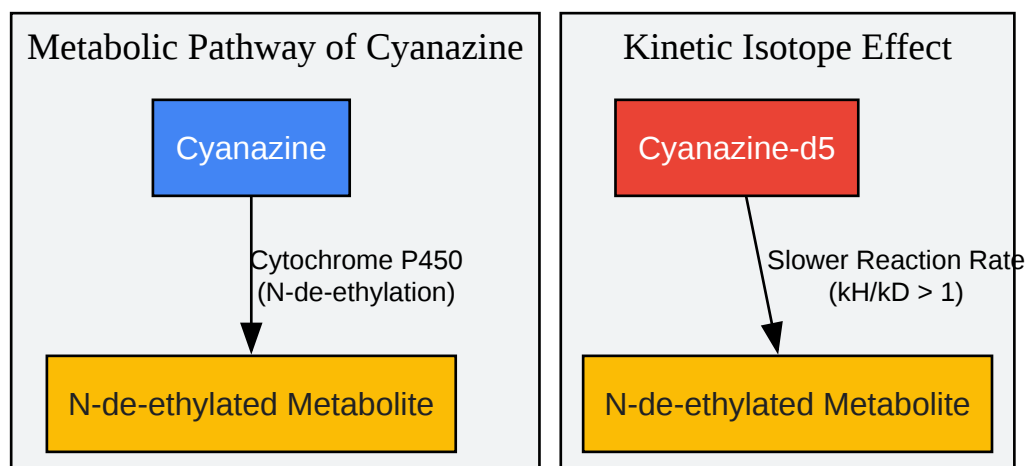 Metabolic Pathway of Cyanazine
Cyanazine
Cytochrome P450
(N-de-ethylation)
N-de-ethylated Metabolite
Kinetic Isotope Effect
Cyanazine-d5
Slower Reaction Rate
(kH/kD > 1)
N-de-ethylated Metabolite